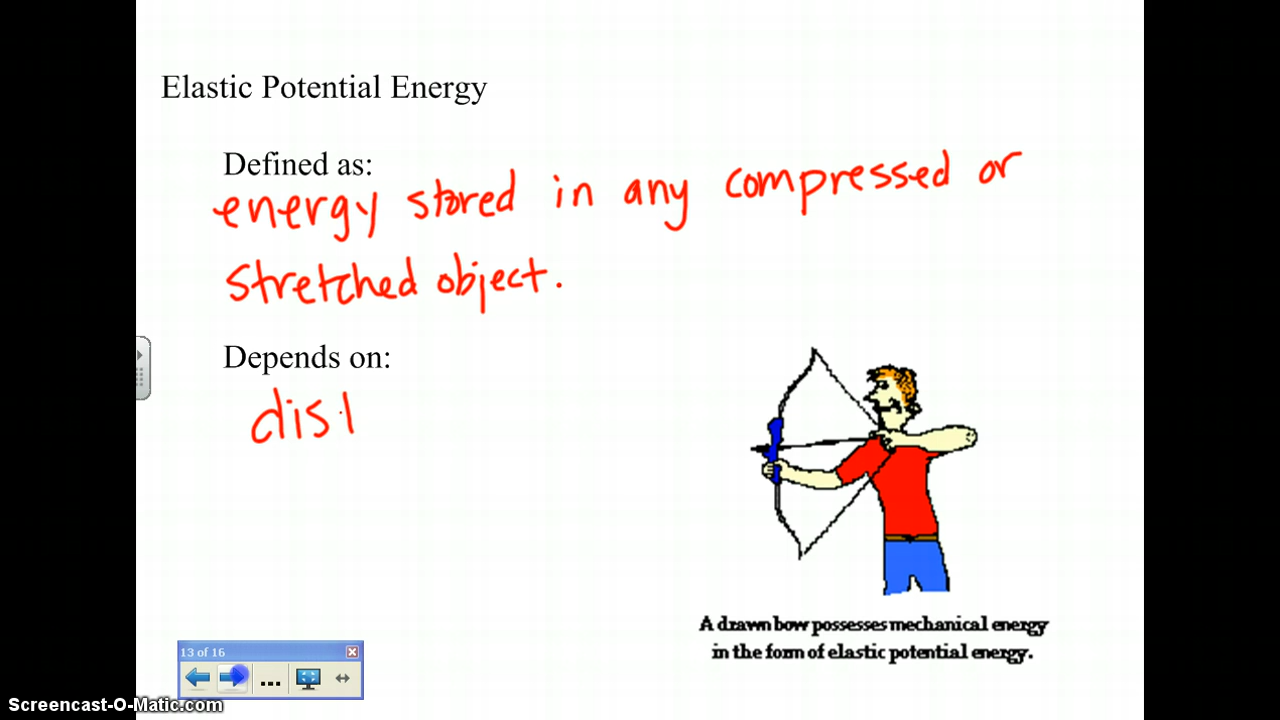 Elastic Potential Energy
Defined as:
energy stored in any compressed or
stretched object.
Depends on:
dis
A drawn bow possesses mechanical energy
in the form of elastic potential energy.
13 of 16
...
Screencast-O-Matic.com